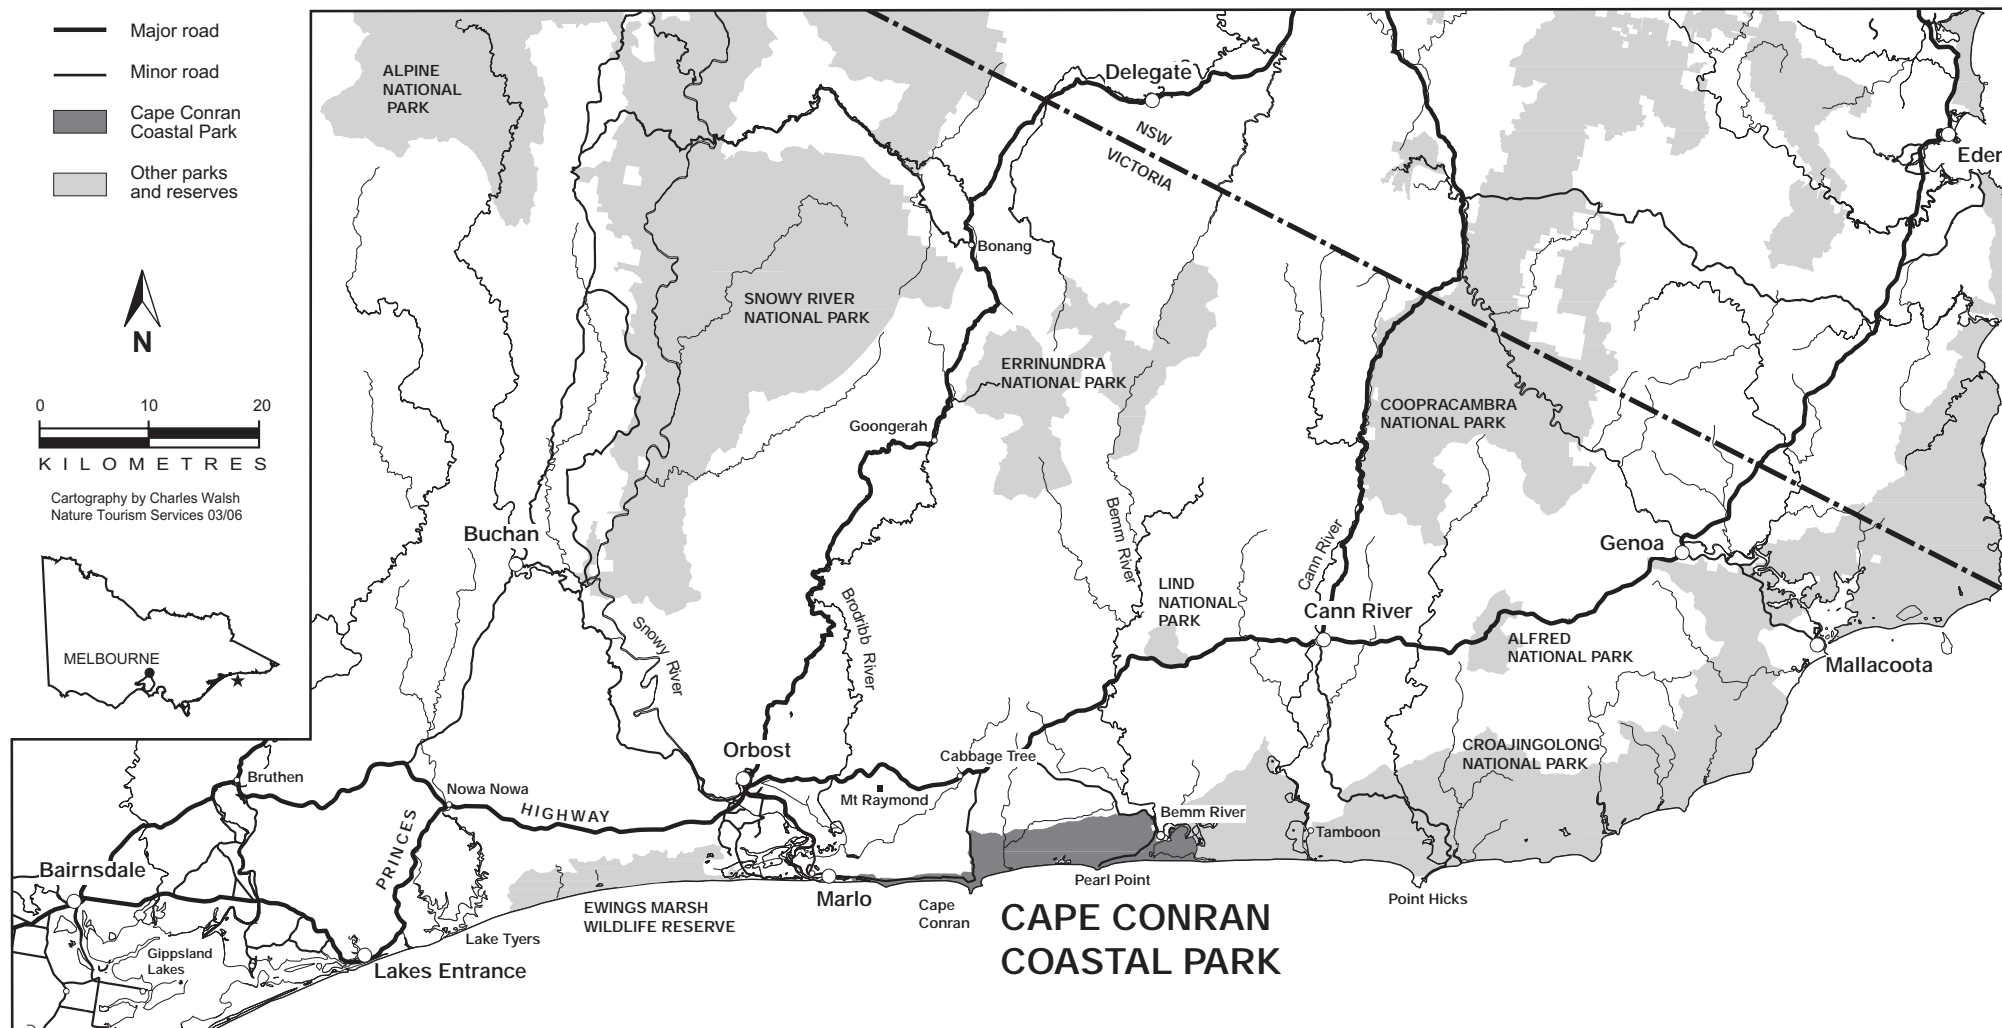 Major road
Minor road
Cape Conran
Coastal Park
Other parks
and reserves
N
0 10 20
KILOMETRES
Cartography by Charles Walsh
Nature Tourism Services 03/06
MELBOURNE
ALPINE
NATIONAL
PARK
Delegate
NSW
VICTORIA
Eden
Bonang
SNOWY RIVER
NATIONAL PARK
ERRINUNDRA
NATIONAL PARK
COOPRACAMBRA
NATIONAL PARK
Goongerah
Buchan
Bemm River
Cann River
Genoa
LIND
NATIONAL
PARK
Cann River
Brodribb River
Snowy River
ALFRED
NATIONAL PARK
Mallacoota
Orbost
Cabbage Tree
CROAJINGOLONG
NATIONAL PARK
Bruthen
Nowa Nowa
Mt Raymond
HIGHWAY
PRINCES
Bemm River
Tamboon
Bairnsdale
Marlo
Pearl Point
Point Hicks
EWINGS MARSH
WILDLIFE RESERVE
Cape
Conran
CAPE CONRAN
COASTAL PARK
Lake Tyers
Gippsland
Lakes
Lakes Entrance